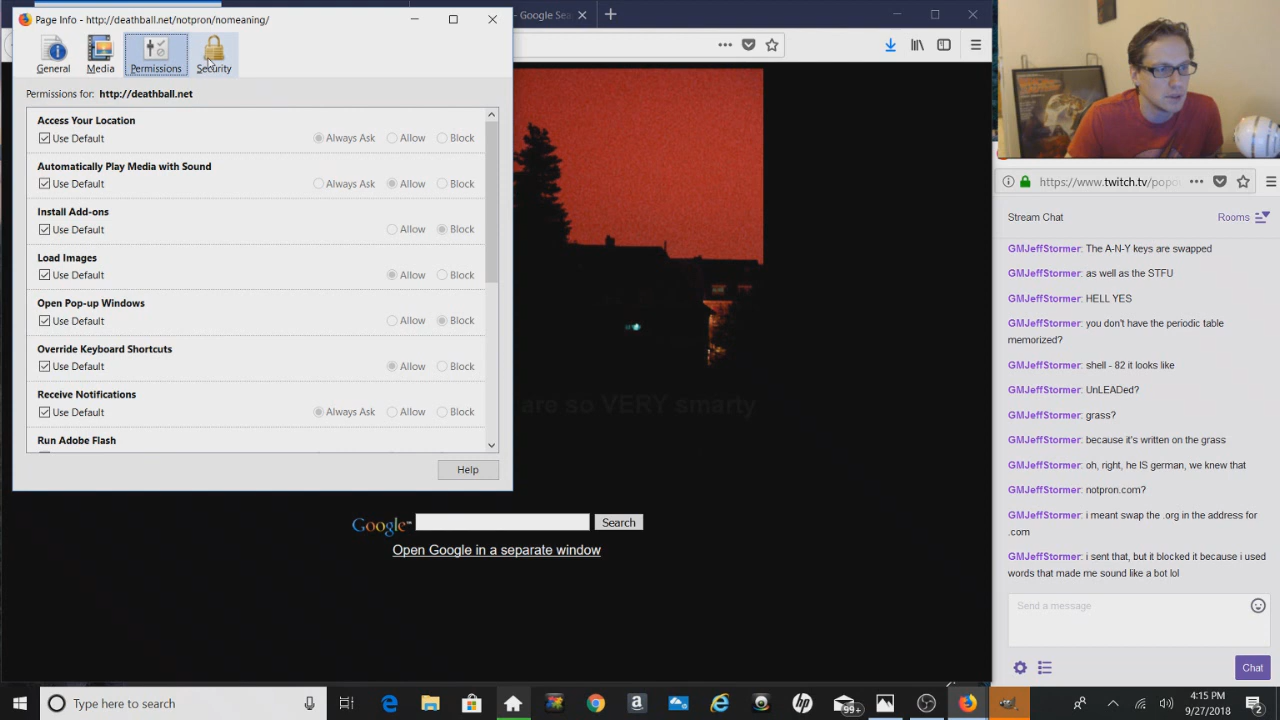 Page Info - http://deathball.net/notpron/nomeaning/
- Google Sea
General
Media
Permissions
Security
Permissions for: http://deathball.net
Access Your Location
Use Default Always Ask Allow Block
Automatically Play Media with Sound
Use Default Always Ask Allow Block
Install Add-ons
Use Default Allow Block
Load Images
Use Default Allow Block
Open Pop-up Windows
Use Default Allow Block
Override Keyboard Shortcuts
Use Default Allow Block
Receive Notifications
Use Default Always Ask Allow Block
Run Adobe Flash
Help
are so VERY smarty
Google
Search
Open Google in a separate window
https://www.twitch.tv/popo
Stream Chat
Rooms
GMJeffStormer: The A-N-Y keys are swapped
GMJeffStormer: as well as the STFU
GMJeffStormer: HELL YES
GMJeffStormer: you don't have the periodic table
memorized?
GMJeffStormer: shell - 82 it looks like
GMJeffStormer: UnLEADed?
GMJeffStormer: grass?
GMJeffStormer: because it's written on the grass
GMJeffStormer: oh, right, he IS german, we knew that
GMJeffStormer: notpron.com?
GMJeffStormer: i meant swap the .org in the address for
.com
GMJeffStormer: i sent that, but it blocked it because i used
words that made me sound like a bot lol
Send a message
Chat
Type here to search
99+
4:15 PM
9/27/2018
2